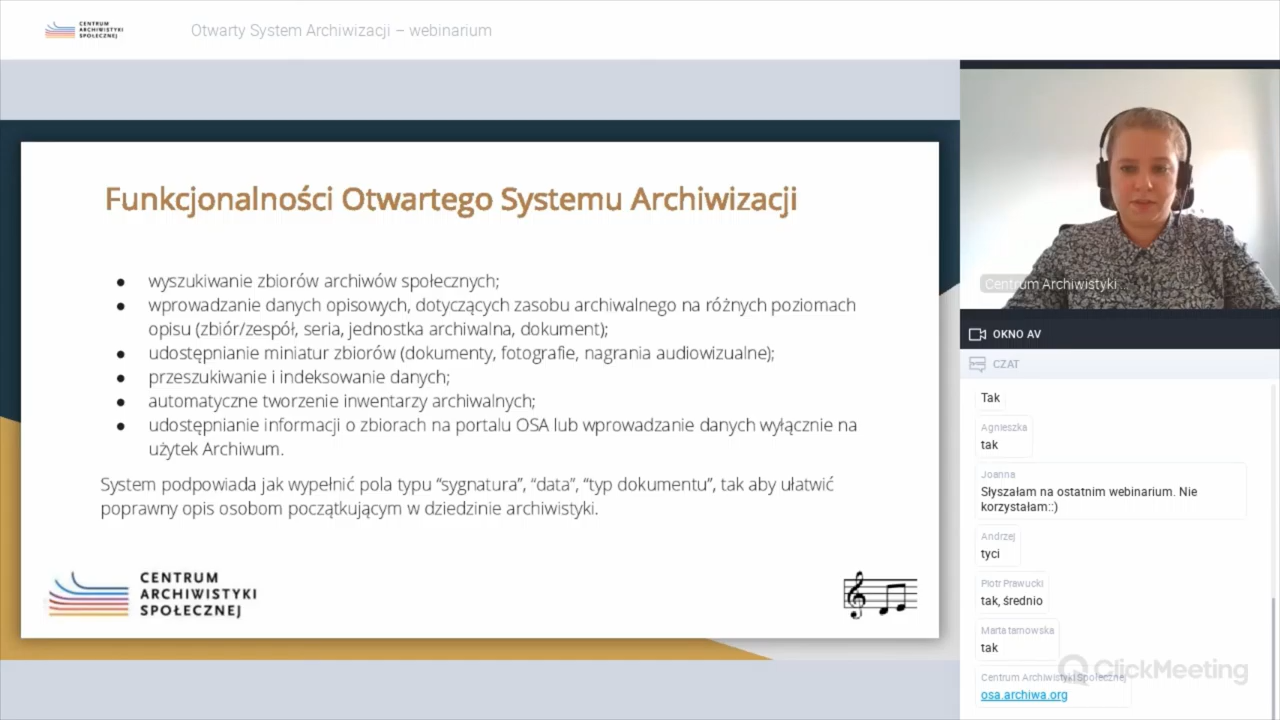 CENTRUM
ARCHIWISTYKI
SPOŁECZNEJ
Otwarty System Archiwizacji – webinarium
Funkcjonalności Otwartego Systemu Archiwizacji
● wyszukiwanie zbiorów archiwów społecznych;
● wprowadzanie danych opisowych, dotyczących zasobu archiwalnego na różnych poziomach
opisu (zbiór/zespół, seria, jednostka archiwalna, dokument);
● udostępnianie miniatur zbiorów (dokumenty, fotografie, nagrania audiowizualne);
● przeszukiwanie i indeksowanie danych;
● automatyczne tworzenie inwentarzy archiwalnych;
● udostępnianie informacji o zbiorach na portalu OSA lub wprowadzanie danych wyłącznie na
użytek Archiwum.
System podpowiada jak wypełnić pola typu “sygnatura”, “data”, “typ dokumentu”, tak aby ułatwić
poprawny opis osobom początkującym w dziedzinie archiwistyki.
CENTRUM
ARCHIWISTYKI
SPOŁECZNEJ
Centrum Archiwistyki...
OKNO AV
CZAT
Tak
Agnieszka
tak
Joanna
Słyszałam na ostatnim webinarium. Nie
korzystałam::)
Andrzej
tyci
Piotr Prawucki
tak, średnio
Marta tarnowska
tak
Centrum Archiwistyki Społecznej
osa.archiwa.org
ClickMeeting